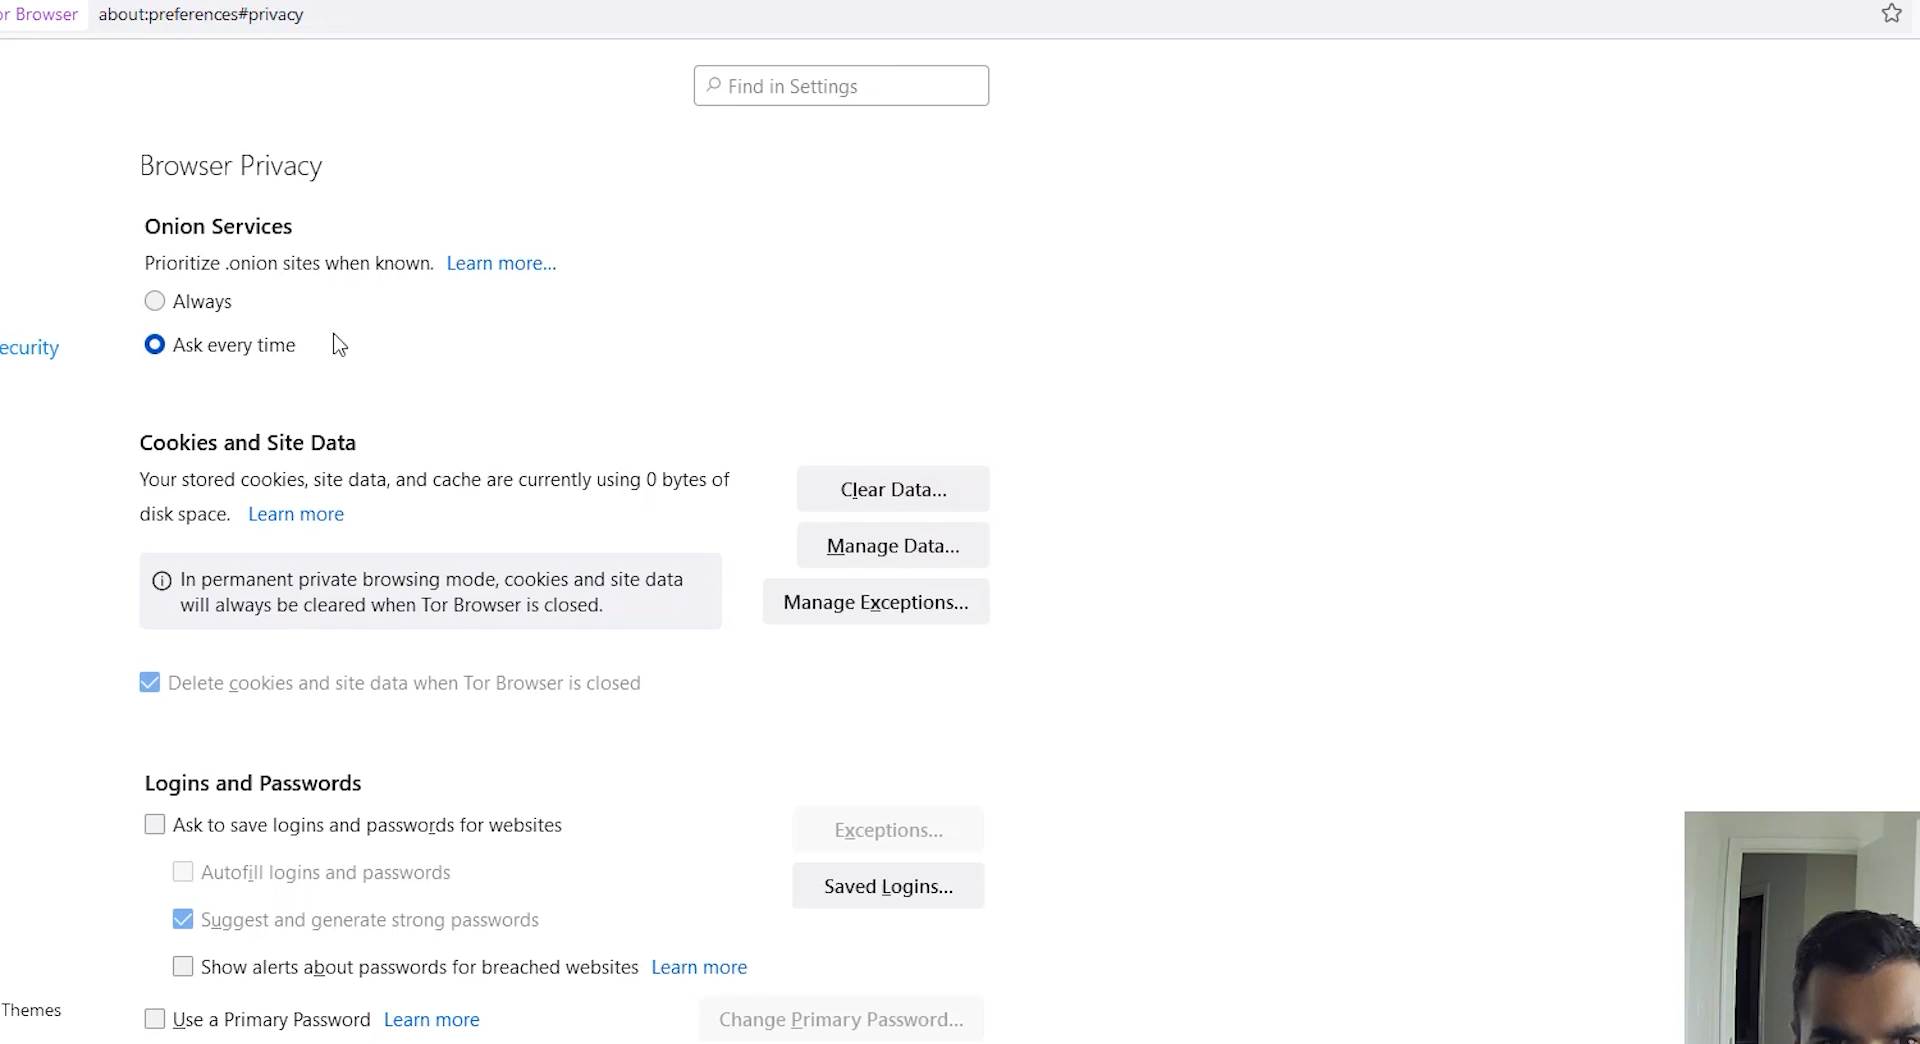 or Browser about:preferences#privacy
Find in Settings
Browser Privacy
Onion Services
Prioritize .onion sites when known. Learn more...
Always
Ask every time
ecurity
Cookies and Site Data
Your stored cookies, site data, and cache are currently using 0 bytes of
disk space. Learn more
Clear Data...
Manage Data...
Manage Exceptions...
In permanent private browsing mode, cookies and site data
will always be cleared when Tor Browser is closed.
Delete cookies and site data when Tor Browser is closed
Logins and Passwords
Ask to save logins and passwords for websites
Exceptions...
Autofill logins and passwords
Saved Logins...
Suggest and generate strong passwords
Show alerts about passwords for breached websites Learn more
Themes
Use a Primary Password Learn more
Change Primary Password...